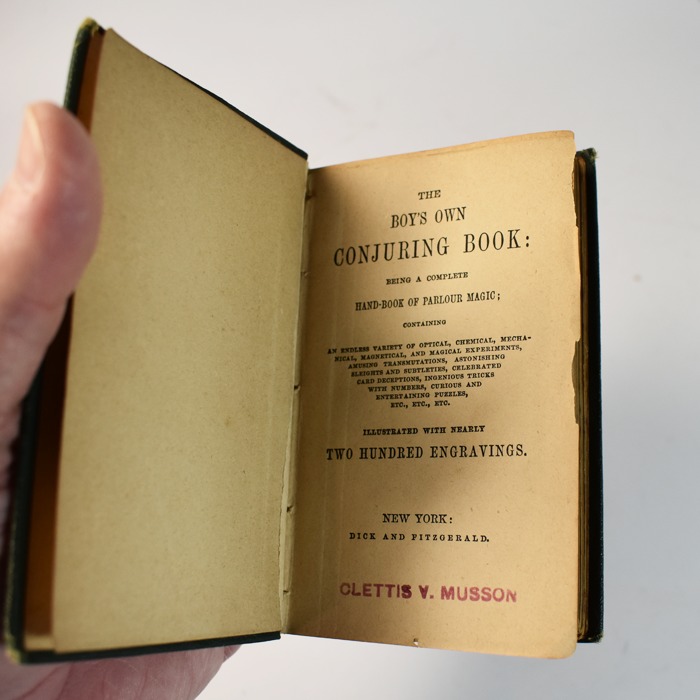 THE
BOY'S OWN
CONJURING BOOK:
BEING A COMPLETE
HAND-BOOK OF PARLOUR MAGIC;
CONTAINING
AN ENDLESS VARIETY OF OPTICAL, CHEMICAL, MECHA-
NICAL, MAGNETICAL, AND MAGICAL EXPERIMENTS,
AMUSING TRANSMUTATIONS, ASTONISHING
SLEIGHTS AND SUBTLETIES, CELEBRATED
CARD DECEPTIONS, INGENIOUS TRICKS
WITH NUMBERS, CURIOUS AND
ENTERTAINING PUZZLES,
ETC., ETC., ETC.
ILLUSTRATED WITH NEARLY
TWO HUNDRED ENGRAVINGS.
NEW YORK:
DICK AND FITZGERALD.
CLETTIS V. MUSSON